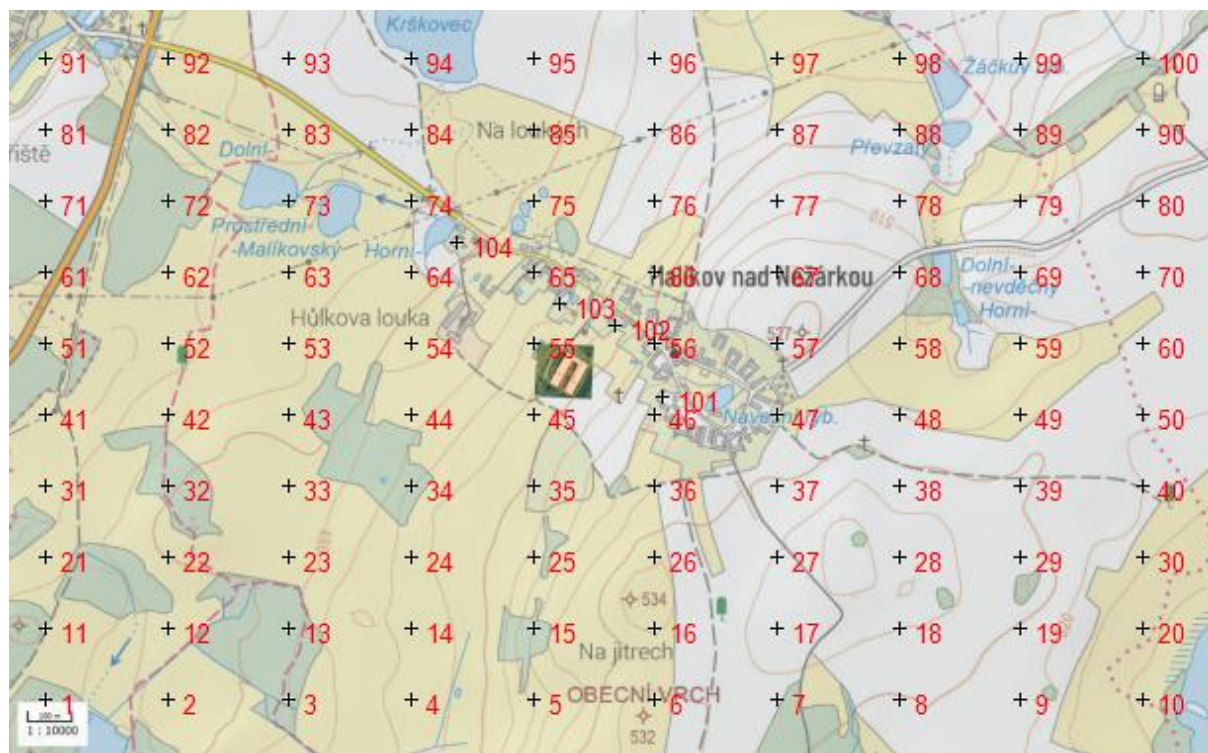 Krškovec
91 92 93 94 95 96 97 98 Žáčkův 99 100
81 82 83 84 Na loukách 85 86 87 88 89 90
Dolní- Převzatý
71 72 73 74 75 76 77 78 79 80
Prostřední- 570
-Malíkovský Horní- 104
61 62 63 64 65 66 67 68 69 70
Malíkov nad Nežárkou Dolní-
-nevděčný
Hůlkova louka 103 Horní-
102 527
51 52 53 54 55 56 57 58 59 60
101
41 42 43 44 45 46 47 48 49 50
31 32 33 34 35 36 37 38 39 40
21 22 23 24 25 26 27 28 29 30
534
11 12 13 14 15 16 17 18 19 20
Na jitrech
OBECNÍ VRCH
1 2 3 4 5 6 7 8 9 10
100 m
1 : 10000 532